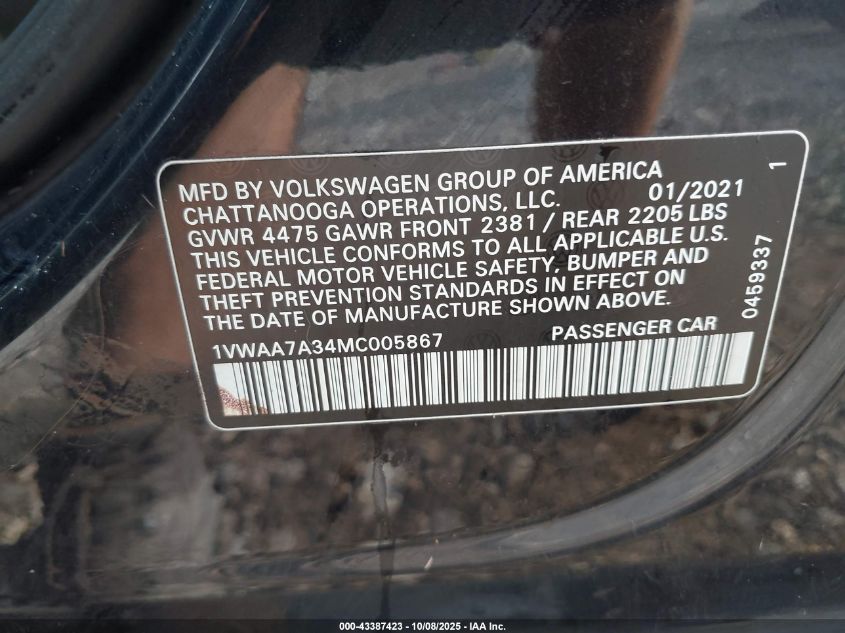 MFD BY VOLKSWAGEN GROUP OF AMERICA
CHATTANOOGA OPERATIONS, LLC. 01/2021
GVWR 4475 GAWR FRONT 2381 / REAR 2205 LBS
THIS VEHICLE CONFORMS TO ALL APPLICABLE U.S.
FEDERAL MOTOR VEHICLE SAFETY, BUMPER AND
THEFT PREVENTION STANDARDS IN EFFECT ON
THE DATE OF MANUFACTURE SHOWN ABOVE.
1VWAA7A34MC005867 PASSENGER CAR
0459337 1
000-43387423 - 10/08/2025 - IAA Inc.